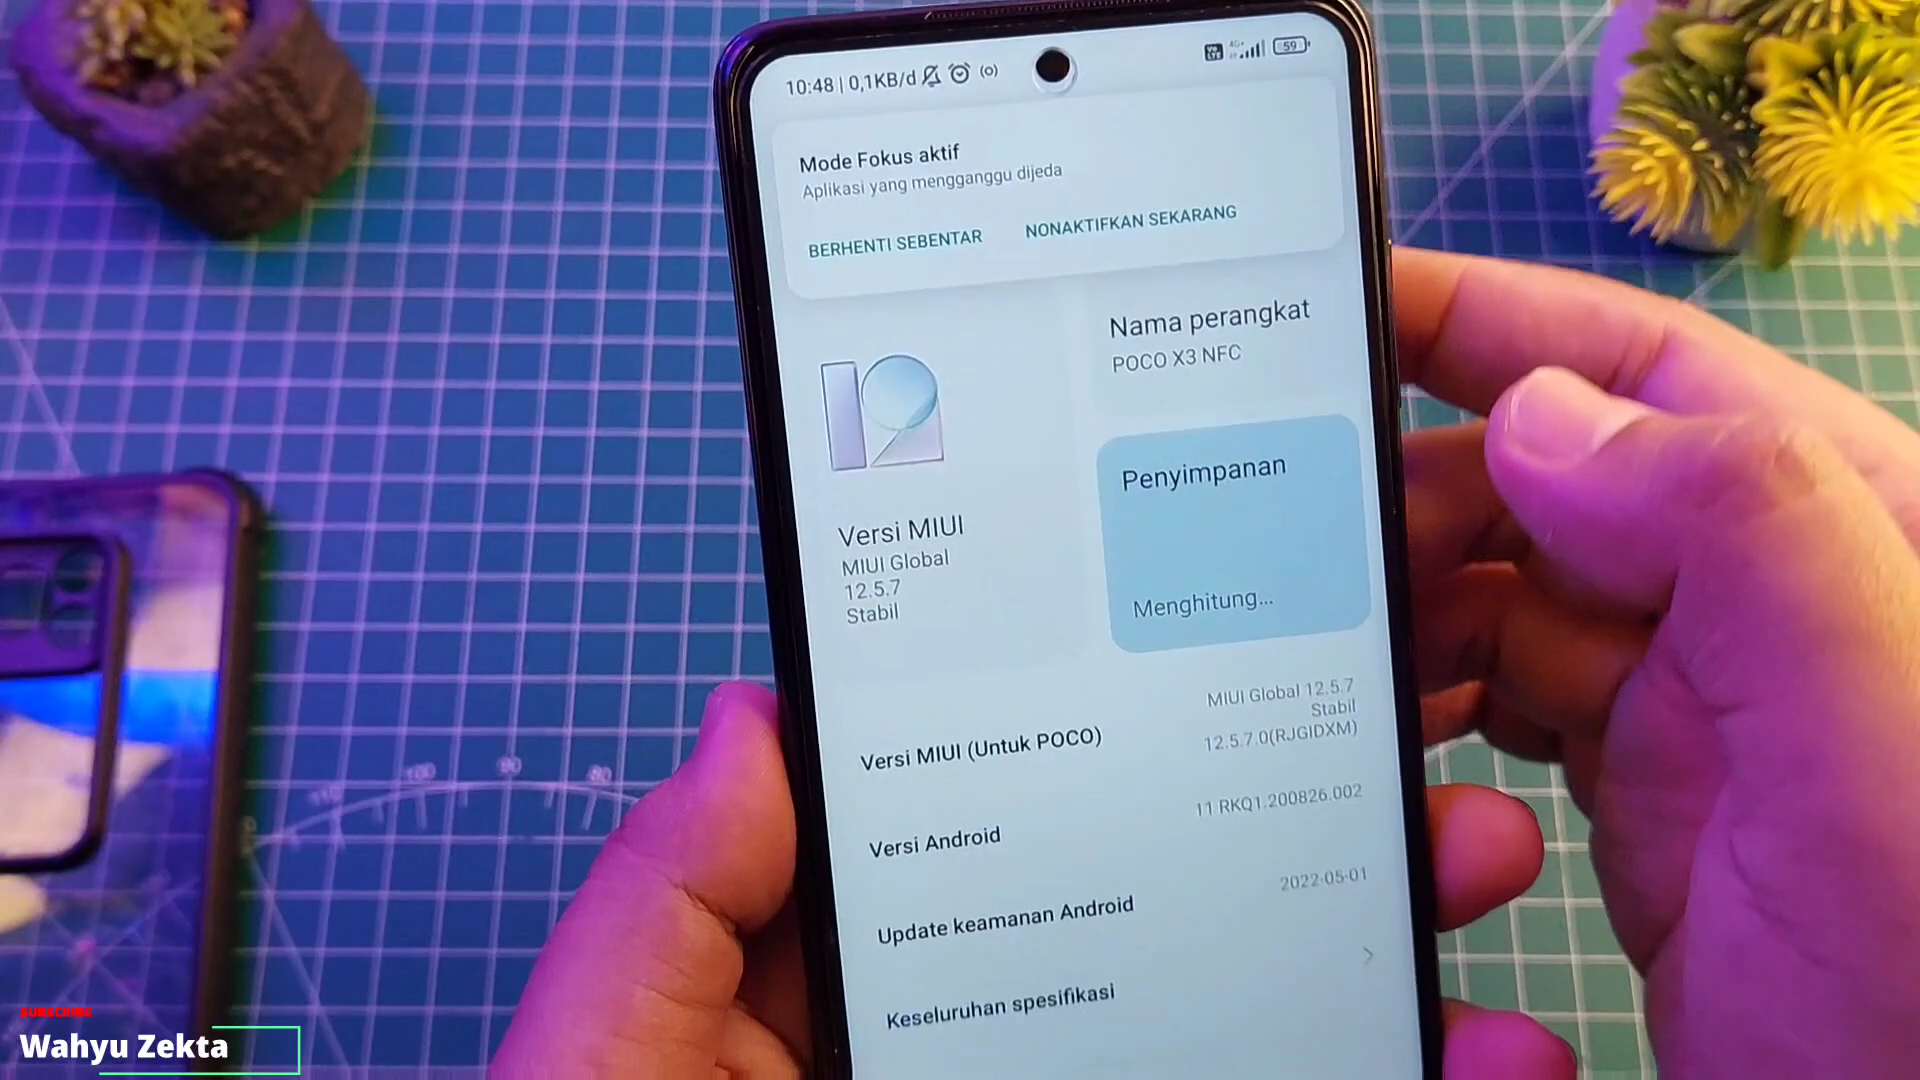 10:48 | 0,1KB/d
59
Mode Fokus aktif
Aplikasi yang mengganggu dijeda
BERHENTI SEBENTAR NONAKTIFKAN SEKARANG
Nama perangkat
POCO X3 NFC
Versi MIUI
MIUI Global
12.5.7
Stabil
Penyimpanan
Menghitung...
Versi MIUI (Untuk POCO)
MIUI Global 12.5.7
Stabil
12.5.7.0(RJGIDXM)
Versi Android
11 RKQ1.200826.002
Update keamanan Android
2022-05-01
Keseluruhan spesifikasi
90
SUBSCRIBE
Wahyu Zekta